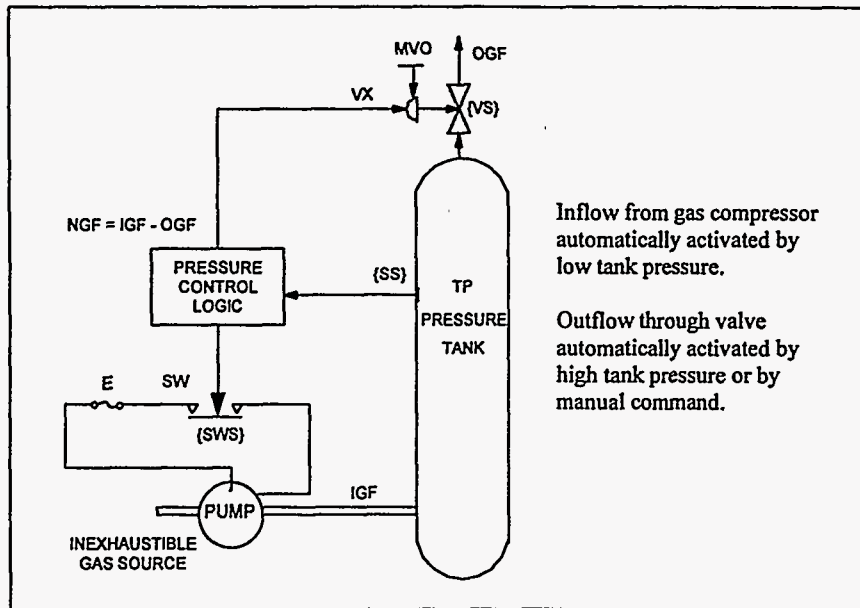 MVO
OGF
VX
{VS}
NGF = IGF - OGF
PRESSURE
CONTROL
LOGIC
{SS}
TP
PRESSURE
TANK
Inflow from gas compressor
automatically activated by
low tank pressure.
Outflow through valve
automatically activated by
high tank pressure or by
manual command.
E
SW
{SWS}
IGF
PUMP
INEXHAUSTIBLE
GAS SOURCE